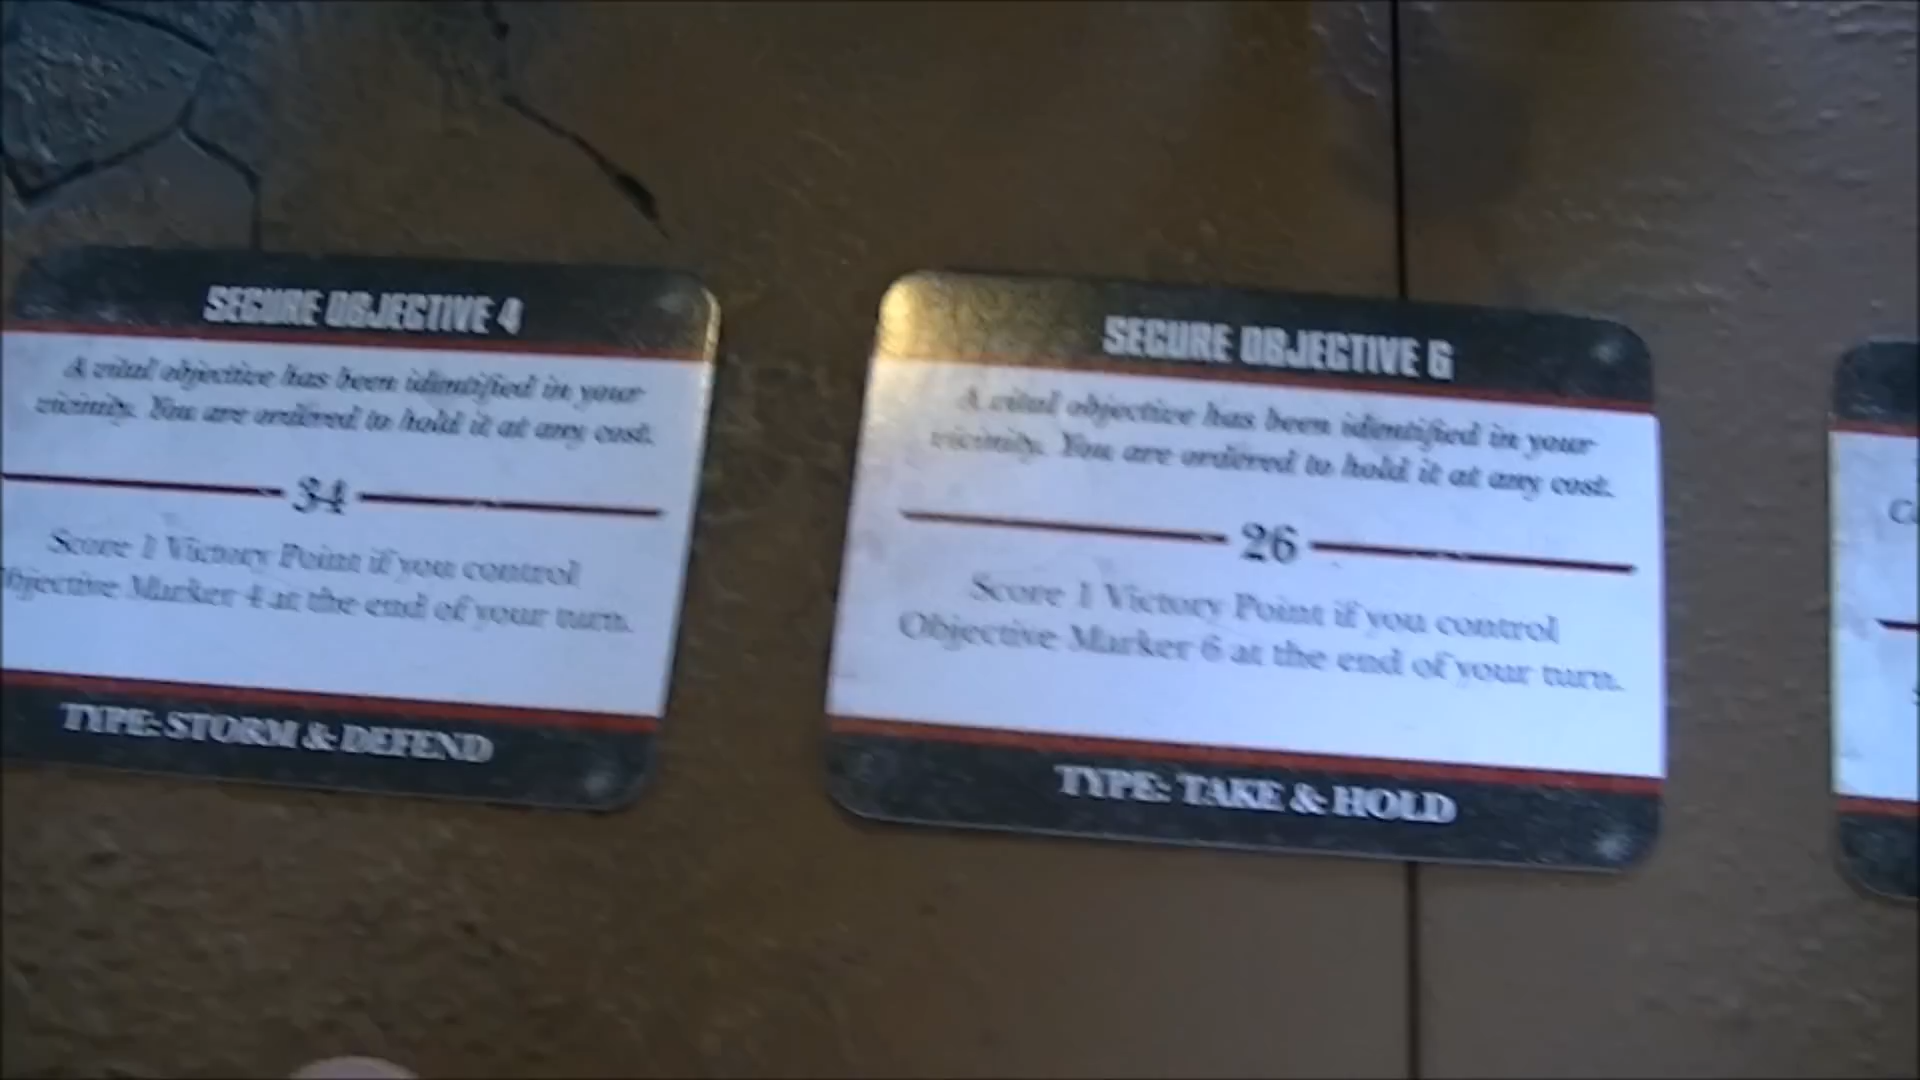 SECURE OBJECTIVE 4
A vital objective has been identified in your
vicinity. You are ordered to hold it at any cost.
34
Score 1 Victory Point if you control
Objective Marker 4 at the end of your turn.
TYPE: STORM & DEFEND
SECURE OBJECTIVE 6
A vital objective has been identified in your
vicinity. You are ordered to hold it at any cost.
26
Score 1 Victory Point if you control
Objective Marker 6 at the end of your turn.
TYPE: TAKE & HOLD